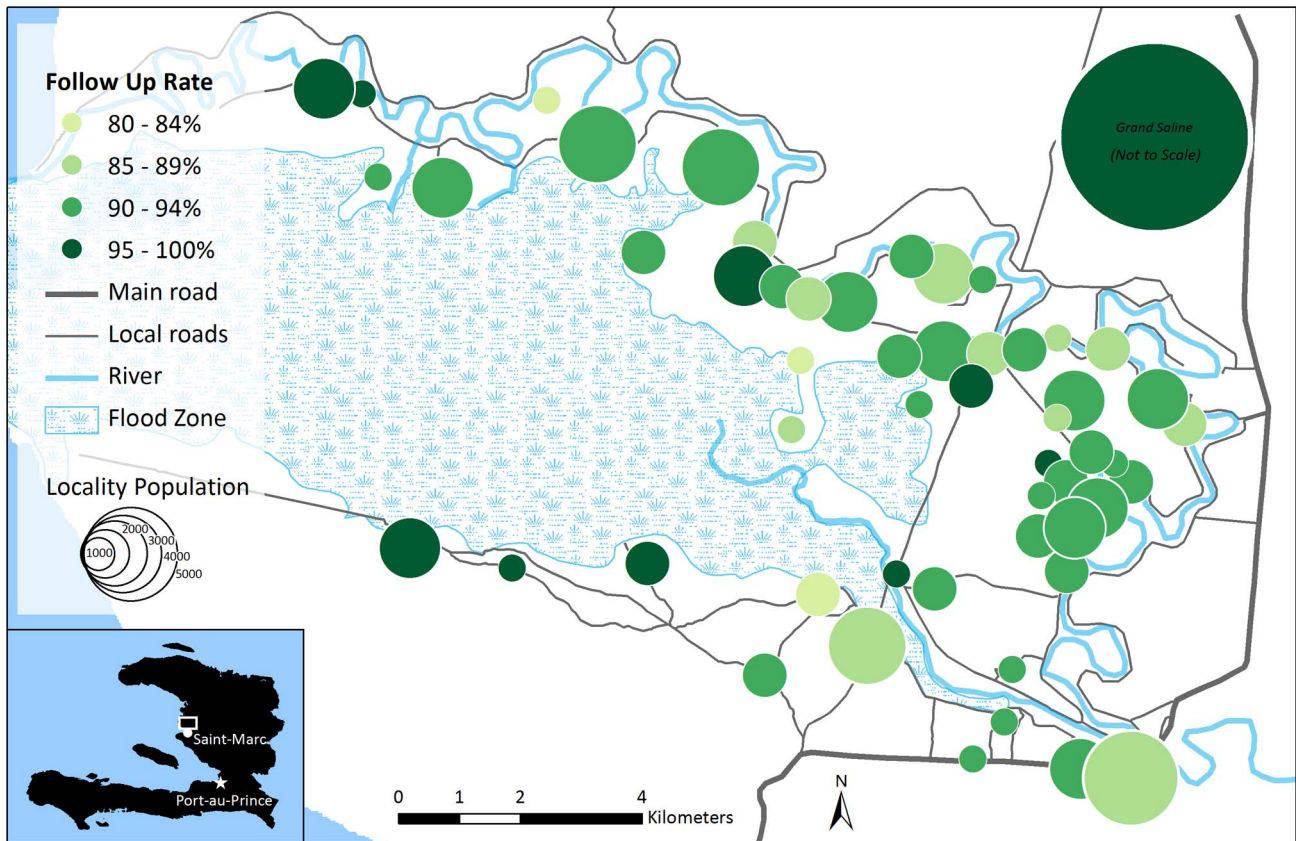 Follow Up Rate
80 - 84%
85 - 89%
90 - 94%
95 - 100%
Main road
Local roads
River
Flood Zone
Locality Population
1000
2000
3000
4000
5000
Grand Saline
(Not to Scale)
Saint-Marc
Port-au-Prince
0 1 2 4
Kilometers
N